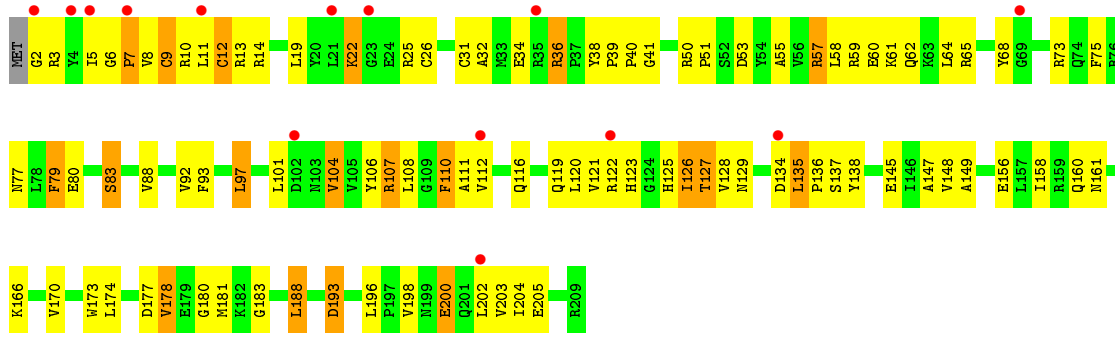 MET G2 R3 Y4 I5 G6 P7 V8 C9 R10 L11 C12 R13 R14 L19 Y20 L21 K22 G23 E24 R25 C26 C31 A32 M33 E34 R35 R36 P37 Y38 P39 P40 G41 R50 P51 S52 D53 Y54 A55 V56 R57 L58 R59 E60 K61 Q62 K63 L64 R65 Y68 G69 R73 Q74 F75 R76
N77 L78 F79 E80 S83 V88 V92 F93 L97 L101 D102 N103 V104 V105 Y106 R107 L108 G109 F110 A111 V112 Q116 Q119 L120 V121 R122 H123 G124 H125 I126 T127 V128 N129 D134 L135 P136 S137 Y138 E145 I146 A147 V148 A149 E156 L157 I158 R159 Q160 N161
K166 V170 W173 L174 D177 V178 E179 G180 M181 K182 G183 L188 D193 L196 P197 V198 N199 E200 Q201 L202 V203 I204 E205 R209